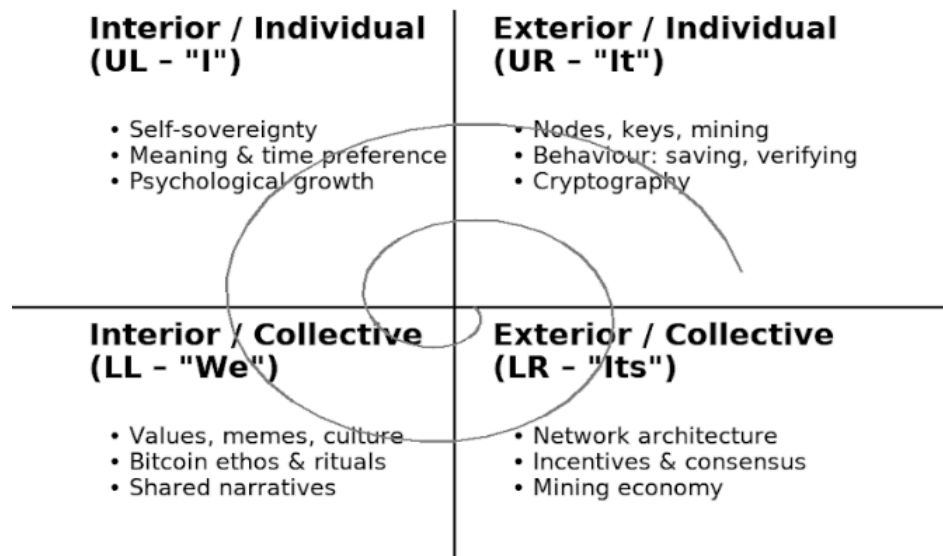 Interior / Individual
(UL – "I")
• Self-sovereignty
• Meaning & time preference
• Psychological growth
Exterior / Individual
(UR – "It")
• Nodes, keys, mining
• Behaviour: saving, verifying
• Cryptography
Interior / Collective
(LL – "We")
• Values, memes, culture
• Bitcoin ethos & rituals
• Shared narratives
Exterior / Collective
(LR – "Its")
• Network architecture
• Incentives & consensus
• Mining economy